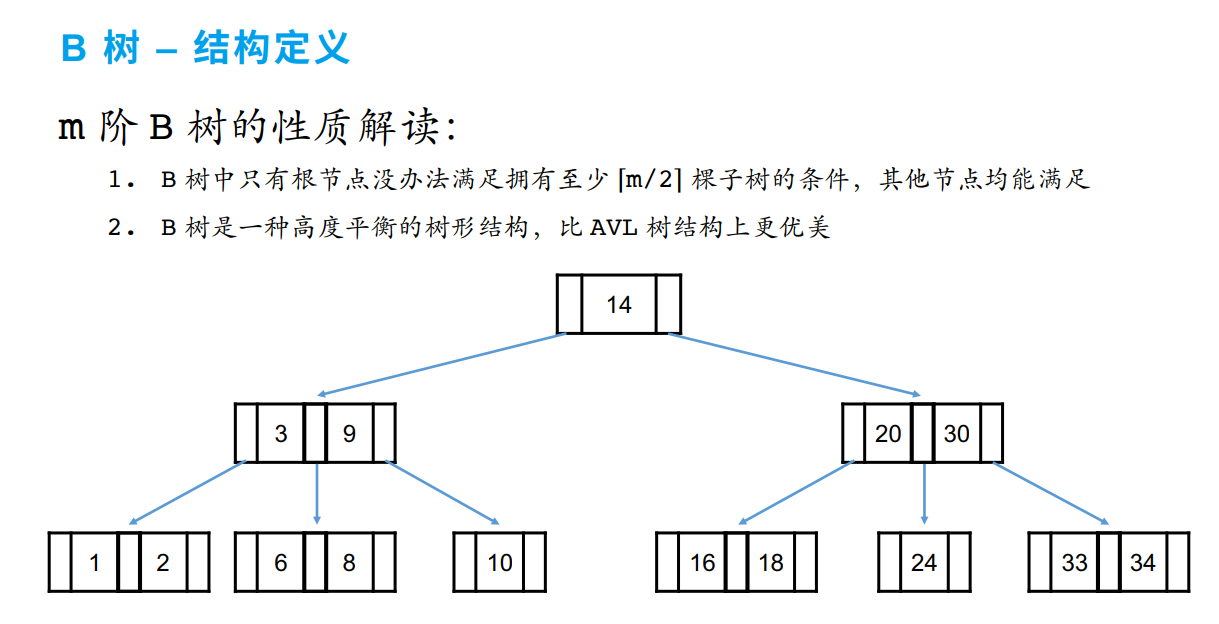 B 树 – 结构定义
m 阶 B 树的性质解读：
1. B 树中只有根节点没办法满足拥有至少 ⌈m/2⌉ 棵子树的条件，其他节点均能满足
2. B 树是一种高度平衡的树形结构，比 AVL 树结构上更优美
14
3 9 20 30
1 2 6 8 10 16 18 24 33 34